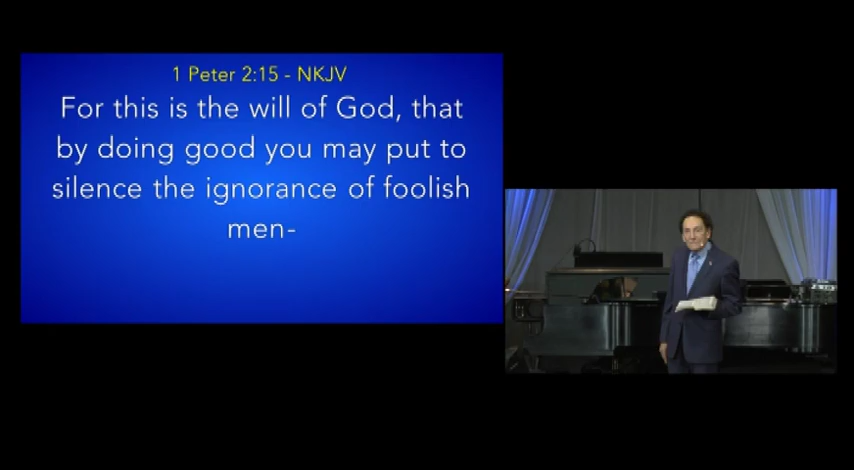 1 Peter 2:15 - NKJV
For this is the will of God, that
by doing good you may put to
silence the ignorance of foolish
men-